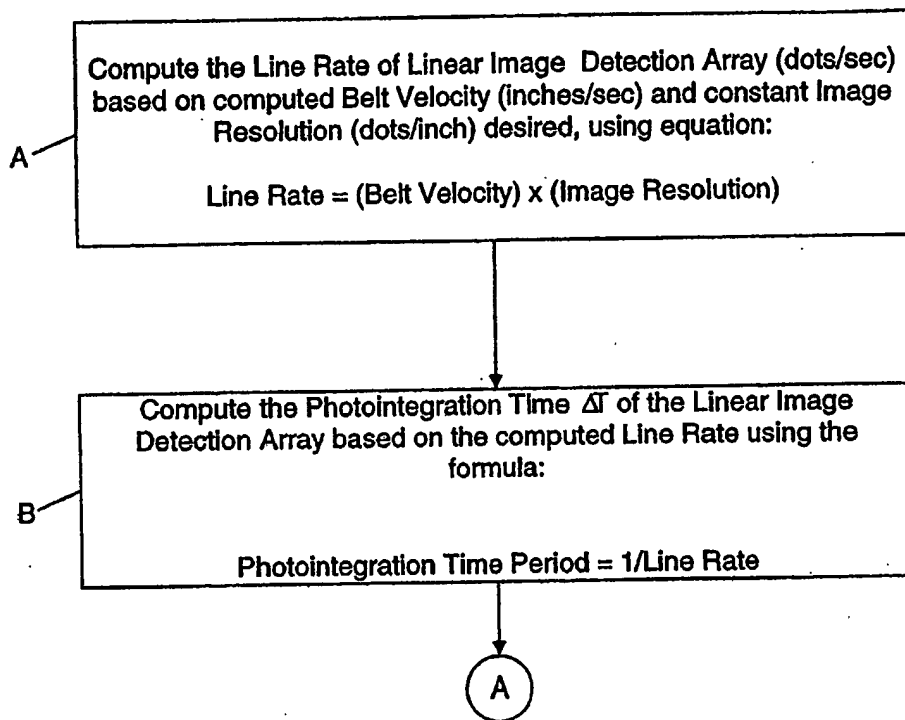 Compute the Line Rate of Linear Image Detection Array (dots/sec)
based on computed Belt Velocity (inches/sec) and constant Image
Resolution (dots/inch) desired, using equation:
A
Line Rate = (Belt Velocity) x (Image Resolution)
Compute the Photointegration Time ΔT of the Linear Image
Detection Array based on the computed Line Rate using the
formula:
B
Photointegration Time Period = 1/Line Rate
A